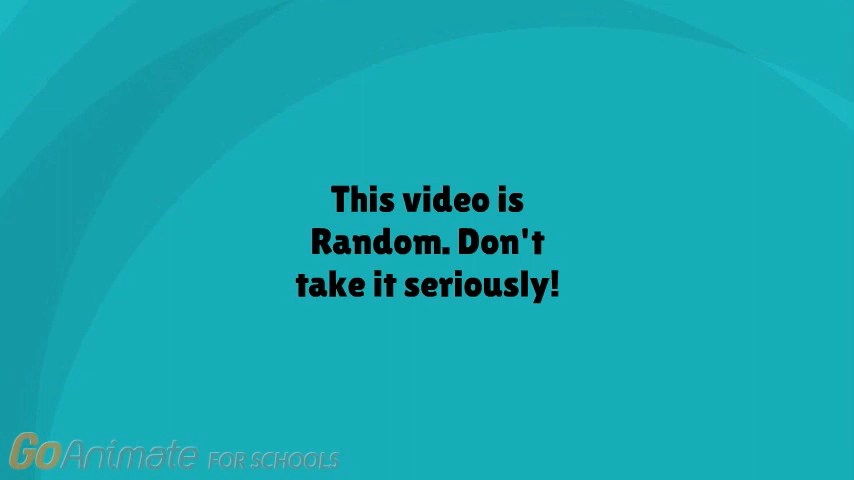 This video is
Random. Don't
take it seriously!
GoAnimate FOR SCHOOLS